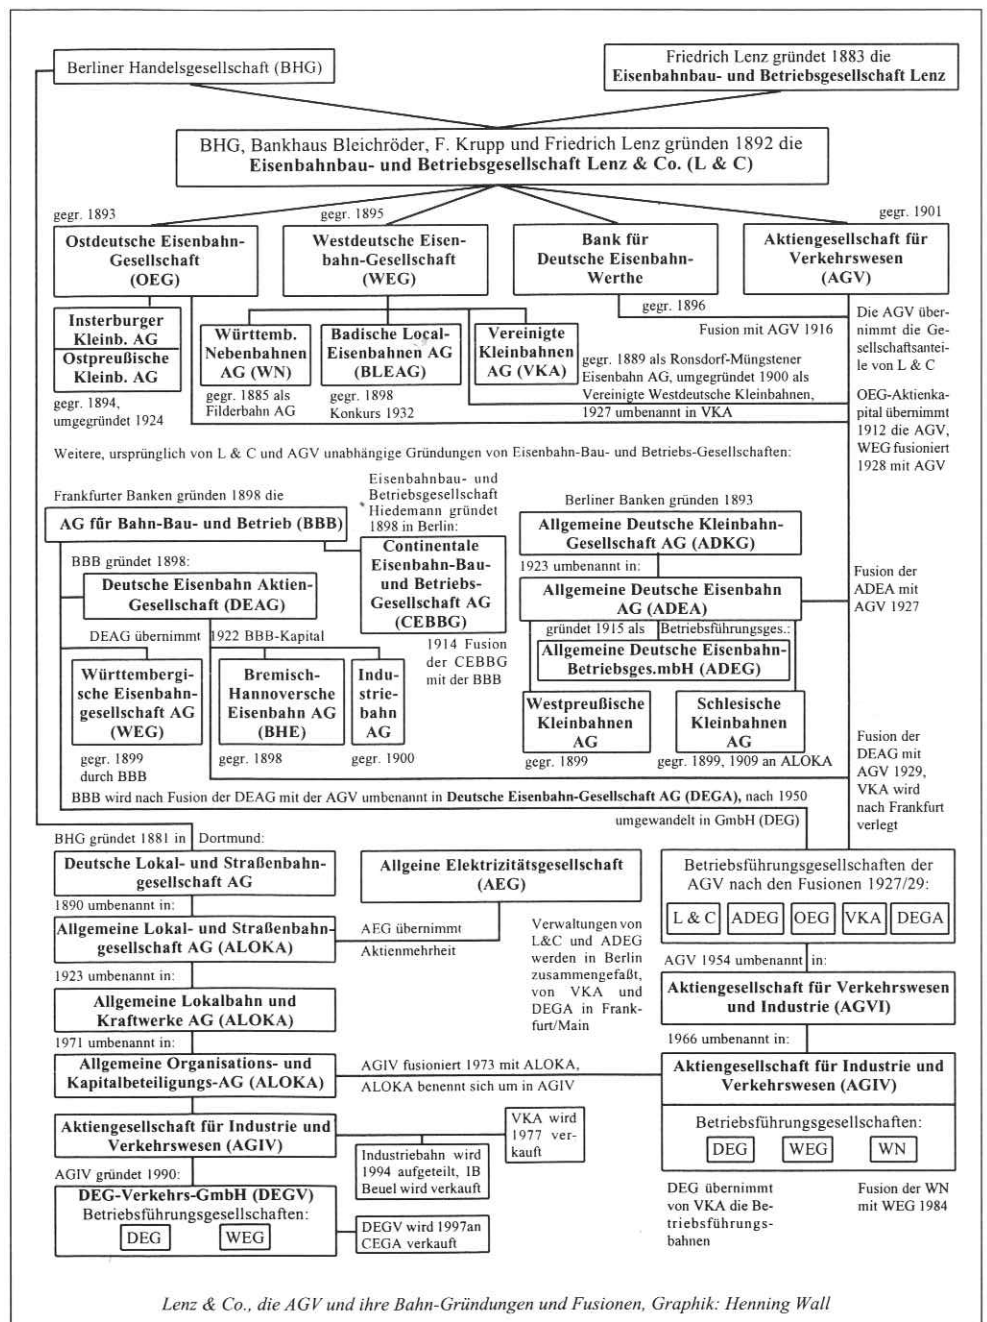 Berliner Handelsgesellschaft (BHG)
Friedrich Lenz gründet 1883 die
Eisenbahnbau- und Betriebsgesellschaft Lenz
BHG, Bankhaus Bleichröder, F. Krupp und Friedrich Lenz gründen 1892 die
Eisenbahnbau- und Betriebsgesellschaft Lenz & Co. (L & C)
gegr. 1893
Ostdeutsche Eisenbahn-
Gesellschaft
(OEG)
gegr. 1895
Westdeutsche Eisen-
bahn-Gesellschaft
(WEG)
Bank für
Deutsche Eisenbahn-
Werthe
gegr. 1901
Aktiengesellschaft für
Verkehrswesen
(AGV)
gegr. 1896
Fusion mit AGV 1916
Insterburger
Kleinb. AG
Ostpreußische
Kleinb. AG
gegr. 1894,
umgegründet 1924
Württemb.
Nebenbahnen
AG (WN)
gegr. 1885 als
Filderbahn AG
Badische Local-
Eisenbahnen AG
(BLEAG)
gegr. 1898
Konkurs 1932
Vereinigte
Kleinbahnen
AG (VKA)
gegr. 1889 als Ronsdorf-Müngstener
Eisenbahn AG, umgegründet 1900 als
Vereinigte Westdeutsche Kleinbahnen,
1927 umbenannt in VKA
Die AGV über-
nimmt die Ge-
sellschaftsantei-
le von L & C
OEG-Aktienka-
pital übernimmt
1912 die AGV,
WEG fusioniert
1928 mit AGV
Weitere, ursprünglich von L & C und AGV unabhängige Gründungen von Eisenbahn-Bau- und Betriebs-Gesellschaften:
Frankfurter Banken gründen 1898 die
AG für Bahn-Bau- und Betrieb (BBB)
Eisenbahnbau- und
Betriebsgesellschaft
Hiedemann gründet
1898 in Berlin:
Continentale
Eisenbahn-Bau-
und Betriebs-
Gesellschaft AG
(CEBBG)
1914 Fusion
der CEBBG
mit der BBB
Berliner Banken gründen 1893
Allgemeine Deutsche Kleinbahn-
Gesellschaft AG (ADKG)
1923 umbenannt in:
Allgemeine Deutsche Eisenbahn
AG (ADEA)
gründet 1915 als Betriebsführungsges.:
Allgemeine Deutsche Eisenbahn-
Betriebsges.mbH (ADEG)
Westpreußische
Kleinbahnen
AG
gegr. 1899
Schlesische
Kleinbahnen
AG
gegr. 1899, 1909 an ALOKA
Fusion der
ADEA mit
AGV 1927
BBB gründet 1898:
Deutsche Eisenbahn Aktien-
Gesellschaft (DEAG)
DEAG übernimmt 1922 BBB-Kapital
Württembergi-
sche Eisenbahn-
gesellschaft AG
(WEG)
gegr. 1899
durch BBB
Bremisch-
Hannoversche
Eisenbahn AG
(BHE)
gegr. 1898
Indu-
strie-
bahn
AG
gegr. 1900
Fusion der
DEAG mit
AGV 1929,
VKA wird
nach Frankfurt
verlegt
BBB wird nach Fusion der DEAG mit der AGV umbenannt in Deutsche Eisenbahn-Gesellschaft AG (DEGA), nach 1950
umgewandelt in GmbH (DEG)
BHG gründet 1881 in Dortmund:
Deutsche Lokal- und Straßenbahn-
gesellschaft AG
1890 umbenannt in:
Allgemeine Lokal- und Straßenbahn-
gesellschaft AG (ALOKA)
1923 umbenannt in:
Allgemeine Lokalbahn und
Kraftwerke AG (ALOKA)
1971 umbenannt in:
Allgemeine Organisations- und
Kapitalbeteiligungs-AG (ALOKA)
Allgeine Elektrizitätsgesellschaft
(AEG)
AEG übernimmt
Aktienmehrheit
Verwaltungen von
L&C und ADEG
werden in Berlin
zusammengefaßt,
von VKA und
DEGA in Frank-
furt/Main
Betriebsführungsgesellschaften der
AGV nach den Fusionen 1927/29:
L & C ADEG OEG VKA DEGA
AGV 1954 umbenannt in:
Aktiengesellschaft für Verkehrswesen
und Industrie (AGVI)
1966 umbenannt in:
Aktiengesellschaft für Industrie und
Verkehrswesen (AGIV)
Betriebsführungsgesellschaften:
DEG WEG WN
DEG übernimmt
von VKA die Be-
triebsführungs-
bahnen
Fusion der WN
mit WEG 1984
AGIV fusioniert 1973 mit ALOKA,
ALOKA benennt sich um in AGIV
Aktiengesellschaft für Industrie und
Verkehrswesen (AGIV)
VKA wird
1977 ver-
kauft
Industriebahn wird
1994 aufgeteilt, IB
Beuel wird verkauft
AGIV gründet 1990:
DEG-Verkehrs-GmbH (DEGV)
Betriebsführungsgesellschaften:
DEG WEG
DEGV wird 1997an
CEGA verkauft
Lenz & Co., die AGV und ihre Bahn-Gründungen und Fusionen, Graphik: Henning Wall